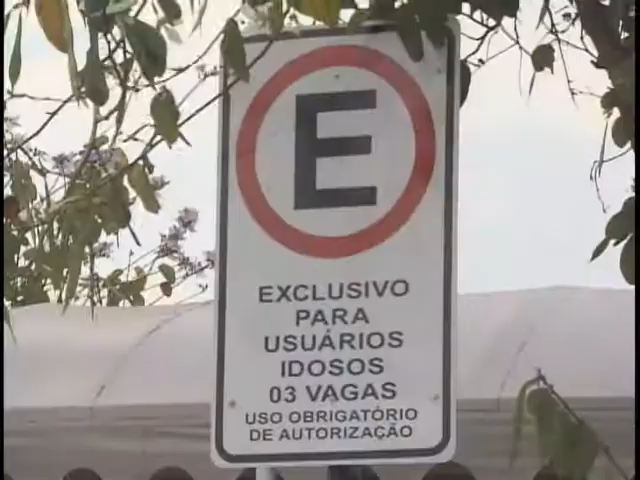 E
EXCLUSIVO
PARA
USUÁRIOS
IDOSOS
03 VAGAS
USO OBRIGATÓRIO
DE AUTORIZAÇÃO